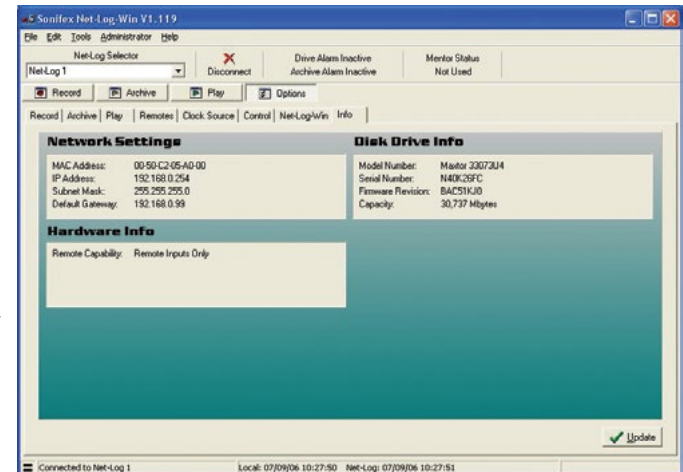 Sonifex Net-Log-Win V1.119
File Edit Tools Administrator Help
Net-Log Selector
Net-Log 1
Disconnect
Drive Alarm Inactive
Archive Alarm Inactive
Mentor Status
Not Used
Record Archive Play Options
Record Archive Play Remotes Clock Source Control Net-Log-Win Info
Network Settings
MAC Address: 00-50-C2-05-A0-00
IP Address: 192.168.0.254
Subnet Mask: 255.255.255.0
Default Gateway: 192.168.0.99
Disk Drive Info
Model Number: Maxtor 33073U4
Serial Number: N40K26FC
Firmware Revision: BAC51KJ0
Capacity: 30,737 Mbytes
Hardware Info
Remote Capability: Remote Inputs Only
Update
Connected to Net-Log 1 Local: 07/09/06 10:27:50 Net-Log: 07/09/06 10:27:51